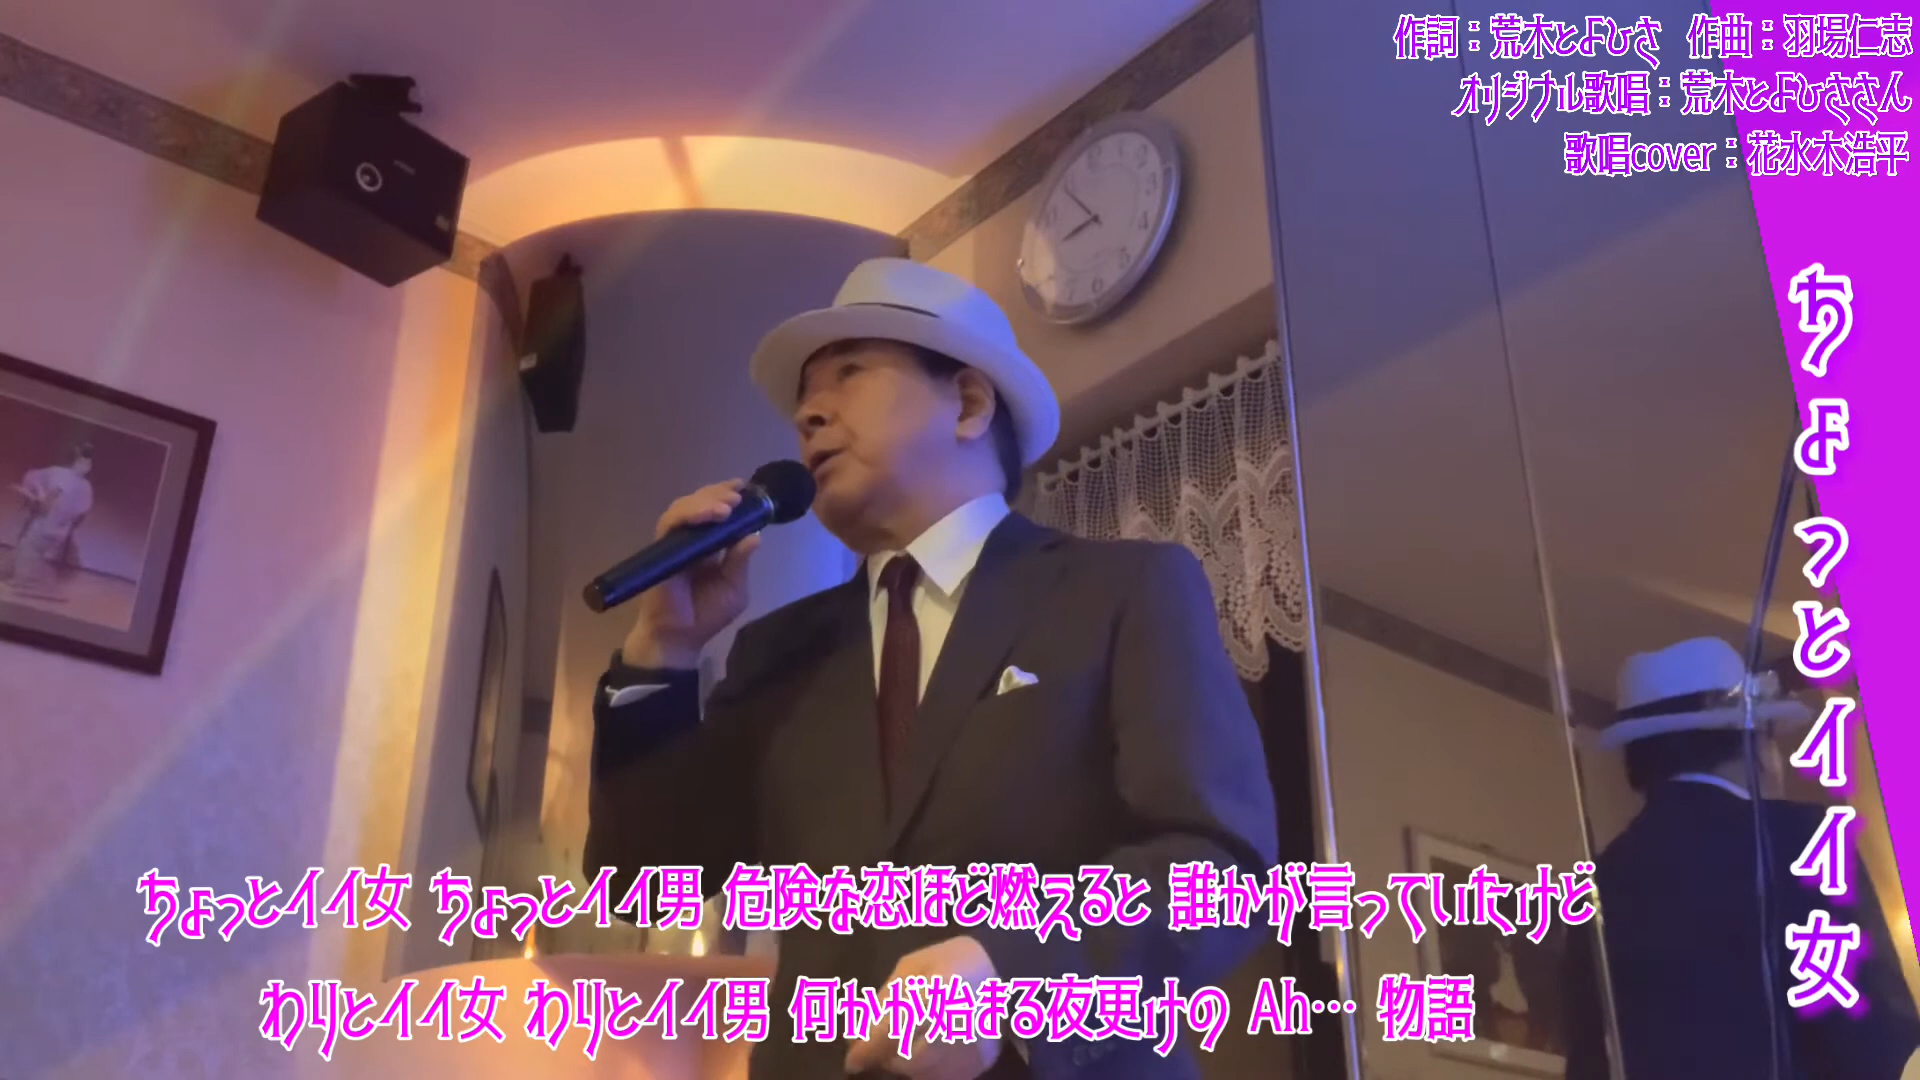 作詞：荒木とよひさ 作曲：羽場仁志
オリジナル歌唱：荒木とよひささん
歌唱cover：花水木浩平
ちょっとイイ女
ちょっとイイ女 ちょっとイイ男 危険な恋ほど燃えると 誰かが言っていたけど
わりとイイ女 わりとイイ男 何かが始まる夜更けの Ah… 物語